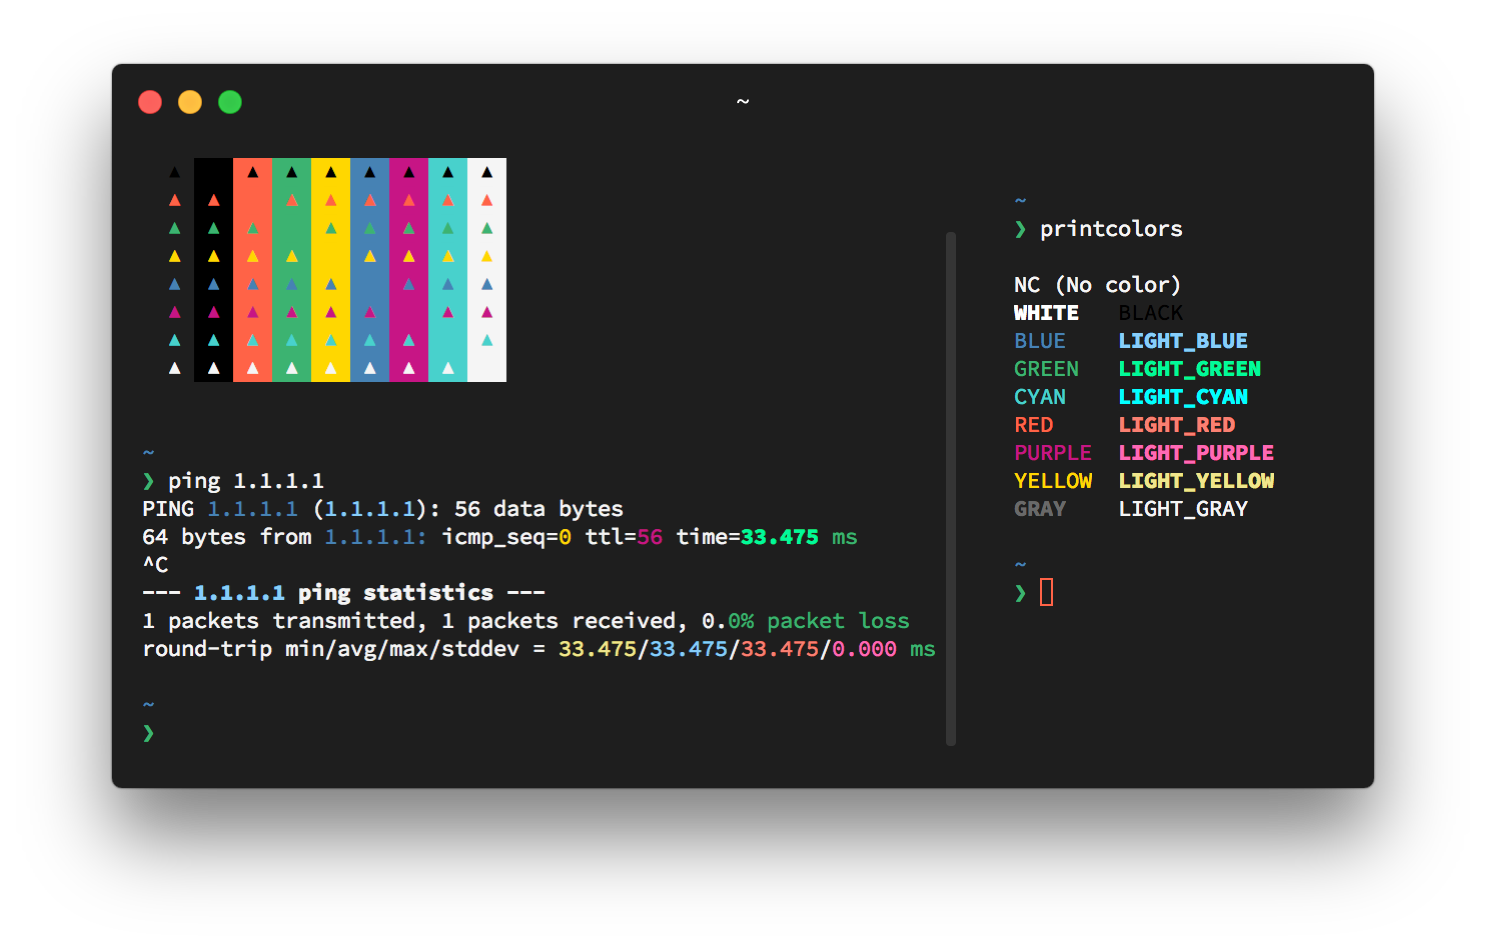 ~
~
❯ ping 1.1.1.1
PING 1.1.1.1 (1.1.1.1): 56 data bytes
64 bytes from 1.1.1.1: icmp_seq=0 ttl=56 time=33.475 ms
^C
--- 1.1.1.1 ping statistics ---
1 packets transmitted, 1 packets received, 0.0% packet loss
round-trip min/avg/max/stddev = 33.475/33.475/33.475/0.000 ms
~
❯
~
❯ printcolors
NC (No color)
WHITE BLACK
BLUE LIGHT_BLUE
GREEN LIGHT_GREEN
CYAN LIGHT_CYAN
RED LIGHT_RED
PURPLE LIGHT_PURPLE
YELLOW LIGHT_YELLOW
GRAY LIGHT_GRAY
~
❯